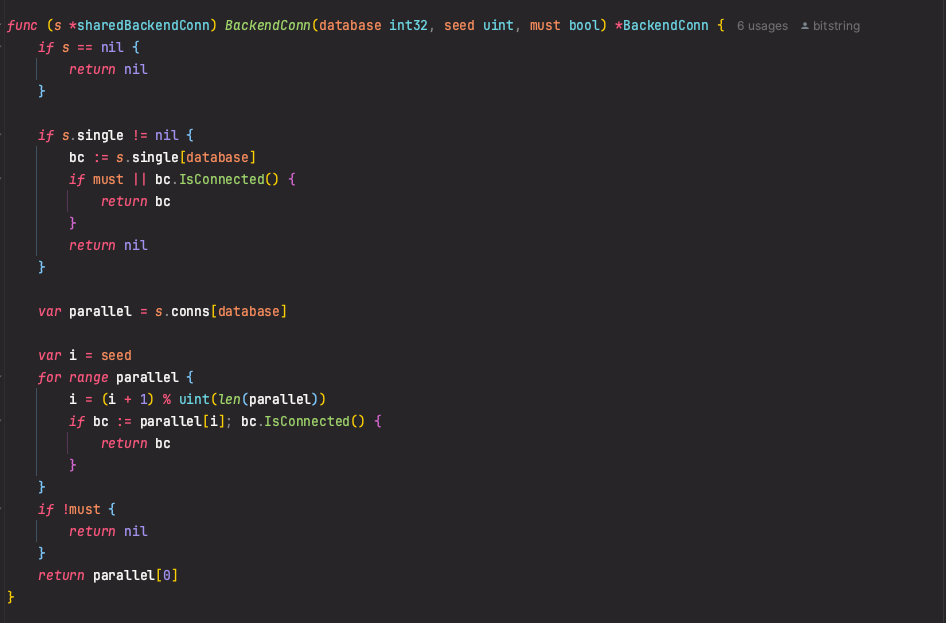 func (s *sharedBackendConn) BackendConn(database int32, seed uint, must bool) *BackendConn { 6 usages bitstring
    if s == nil {
        return nil
    }

    if s.single != nil {
        bc := s.single[database]
        if must || bc.IsConnected() {
            return bc
        }
        return nil
    }

    var parallel = s.conns[database]

    var i = seed
    for range parallel {
        i = (i + 1) % uint(len(parallel))
        if bc := parallel[i]; bc.IsConnected() {
            return bc
        }
    }
    if !must {
        return nil
    }
    return parallel[0]
}